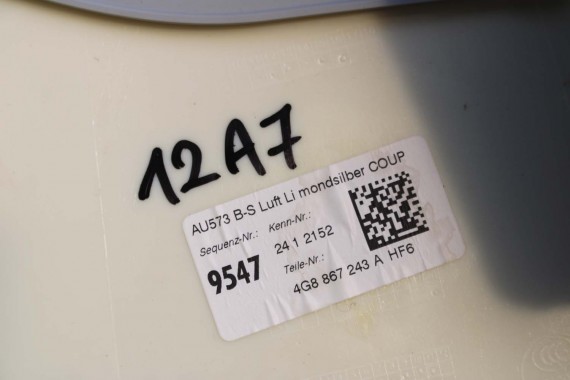 12A7
AU573 B-S Luft Li mondsilber COUP
Sequenz-Nr.: Kenn-Nr.:
9547 24 1 2152
Teile-Nr.:
4G8 867 243 A HF6